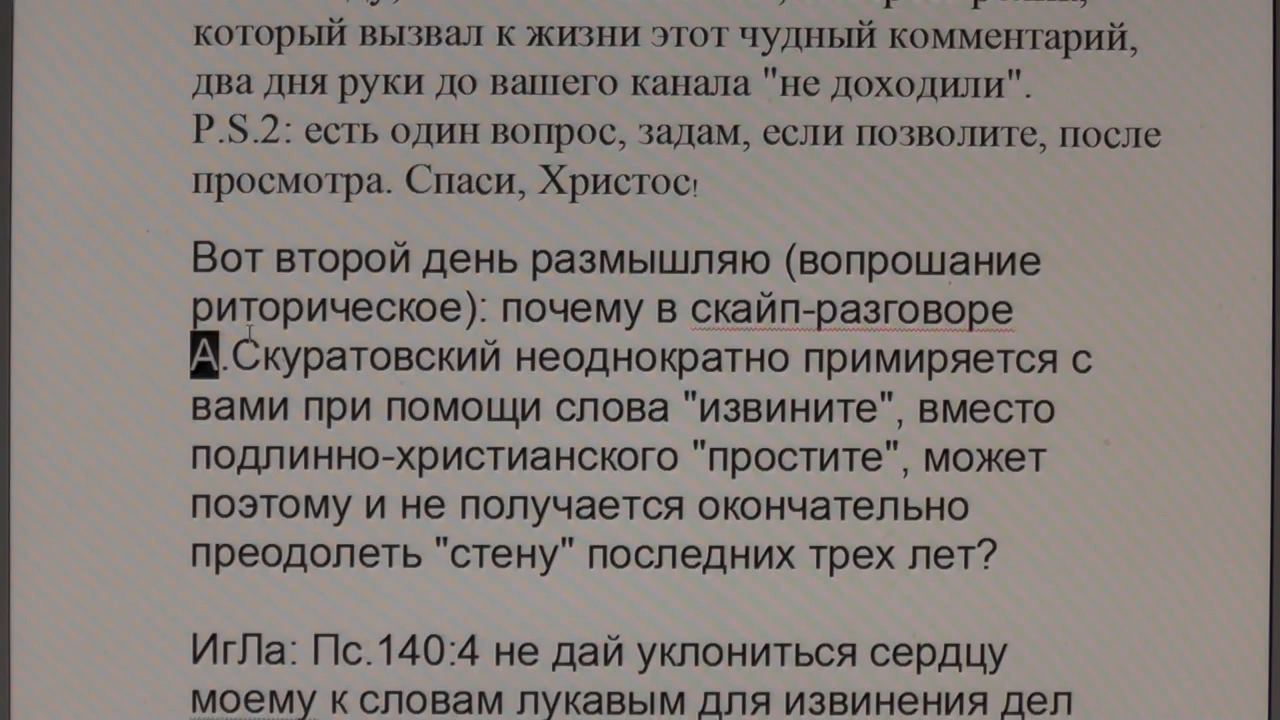 который вызвал к жизни этот чудный комментарий,
два дня руки до вашего канала "не доходили".
P.S.2: есть один вопрос, задам, если позволите, после
просмотра. Спаси, Христос!
Вот второй день размышляю (вопрошание
риторическое): почему в скайп-разговоре
А.Скуратовский неоднократно примиряется с
вами при помощи слова "извините", вместо
подлинно-христианского "простите", может
поэтому и не получается окончательно
преодолеть "стену" последних трех лет?
ИгЛа: Пс.140:4 не дай уклониться сердцу
моему к словам лукавым для извинения дел